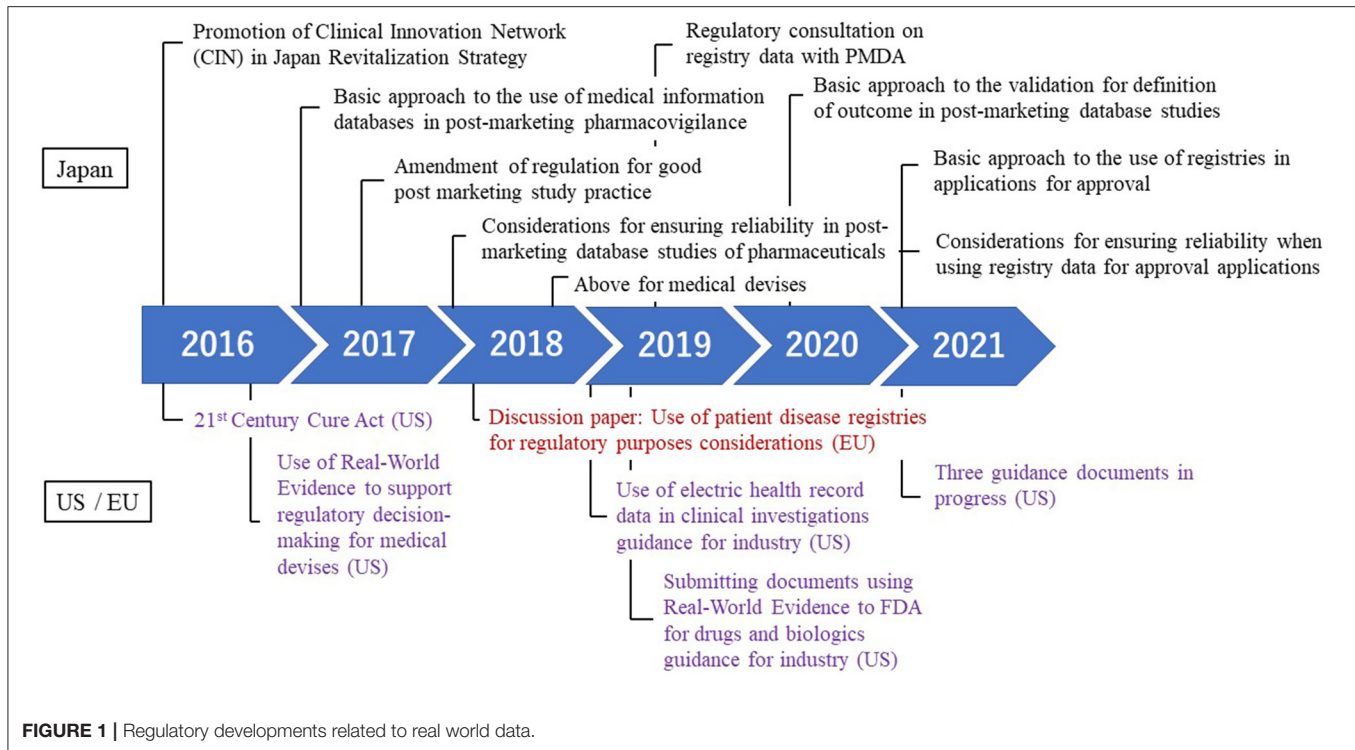 Promotion of Clinical Innovation Network
(CIN) in Japan Revitalization Strategy
Regulatory consultation on
registry data with PMDA
Basic approach to the use of medical information
databases in post-marketing pharmacovigilance
Basic approach to the validation for definition
of outcome in post-marketing database studies
Japan
Amendment of regulation for good
post marketing study practice
Basic approach to the use of registries in
applications for approval
Considerations for ensuring reliability in post-
marketing database studies of pharmaceuticals
Considerations for ensuring reliability when
using registry data for approval applications
Above for medical devises
2016
2017
2018
2019
2020
2021
21st Century Cure Act (US)
Discussion paper: Use of patient disease registries
for regulatory purposes considerations (EU)
US / EU
Use of Real-World
Evidence to support
regulatory decision-
making for medical
devises (US)
Use of electric health record
data in clinical investigations
guidance for industry (US)
Three guidance documents in
progress (US)
Submitting documents using
Real-World Evidence to FDA
for drugs and biologics
guidance for industry (US)
FIGURE 1 | Regulatory developments related to real world data.